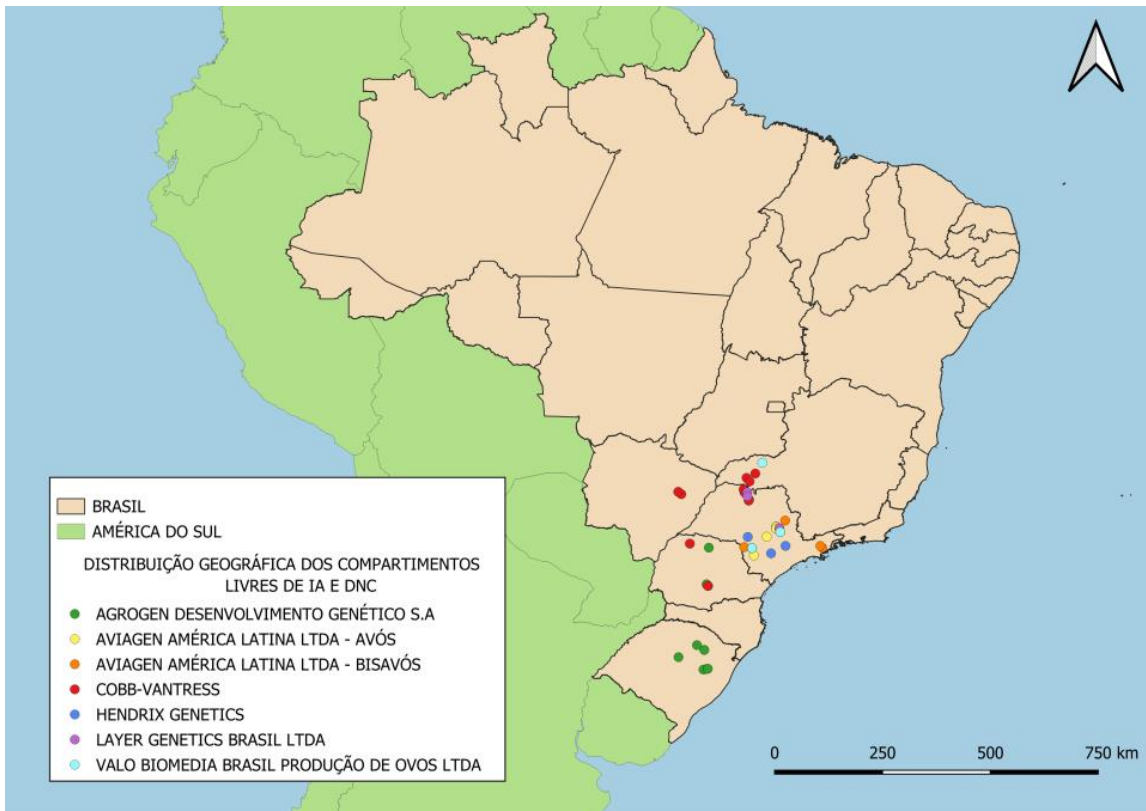 BRASIL
AMÉRICA DO SUL
DISTRIBUIÇÃO GEOGRÁFICA DOS COMPARTIMENTOS
LIVRES DE IA E DNC
AGROGEN DESENVOLVIMENTO GENÉTICO S.A
AVIAGEN AMÉRICA LATINA LTDA - AVÓS
AVIAGEN AMÉRICA LATINA LTDA - BISAVÓS
COBB-VANTRESS
HENDRIX GENETICS
LAYER GENETICS BRASIL LTDA
VALO BIOMEDIA BRASIL PRODUÇÃO DE OVOS LTDA
0 250 500 750 km